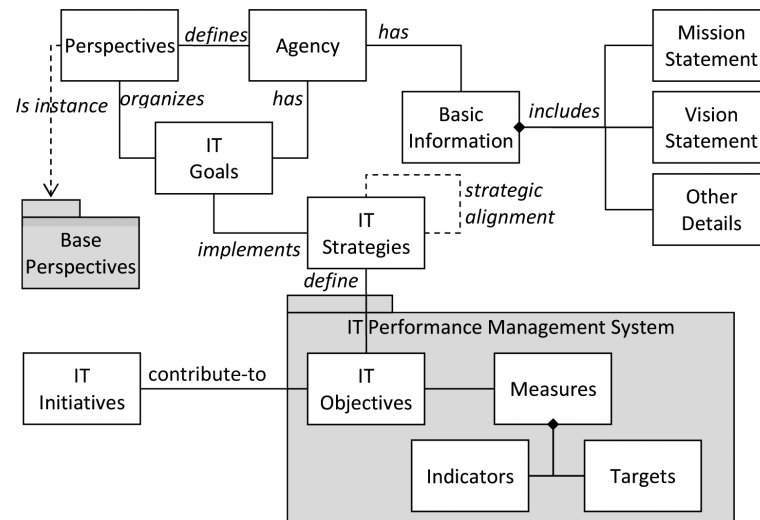 Perspectives
defines
Agency
has
Mission
Statement
Is instance
organizes
has
Basic
Information
includes
Vision
Statement
IT
Goals
strategic
alignment
Other
Details
Base
Perspectives
implements
IT
Strategies
define
IT Performance Management System
IT
Initiatives
contribute-to
IT
Objectives
Measures
Indicators
Targets